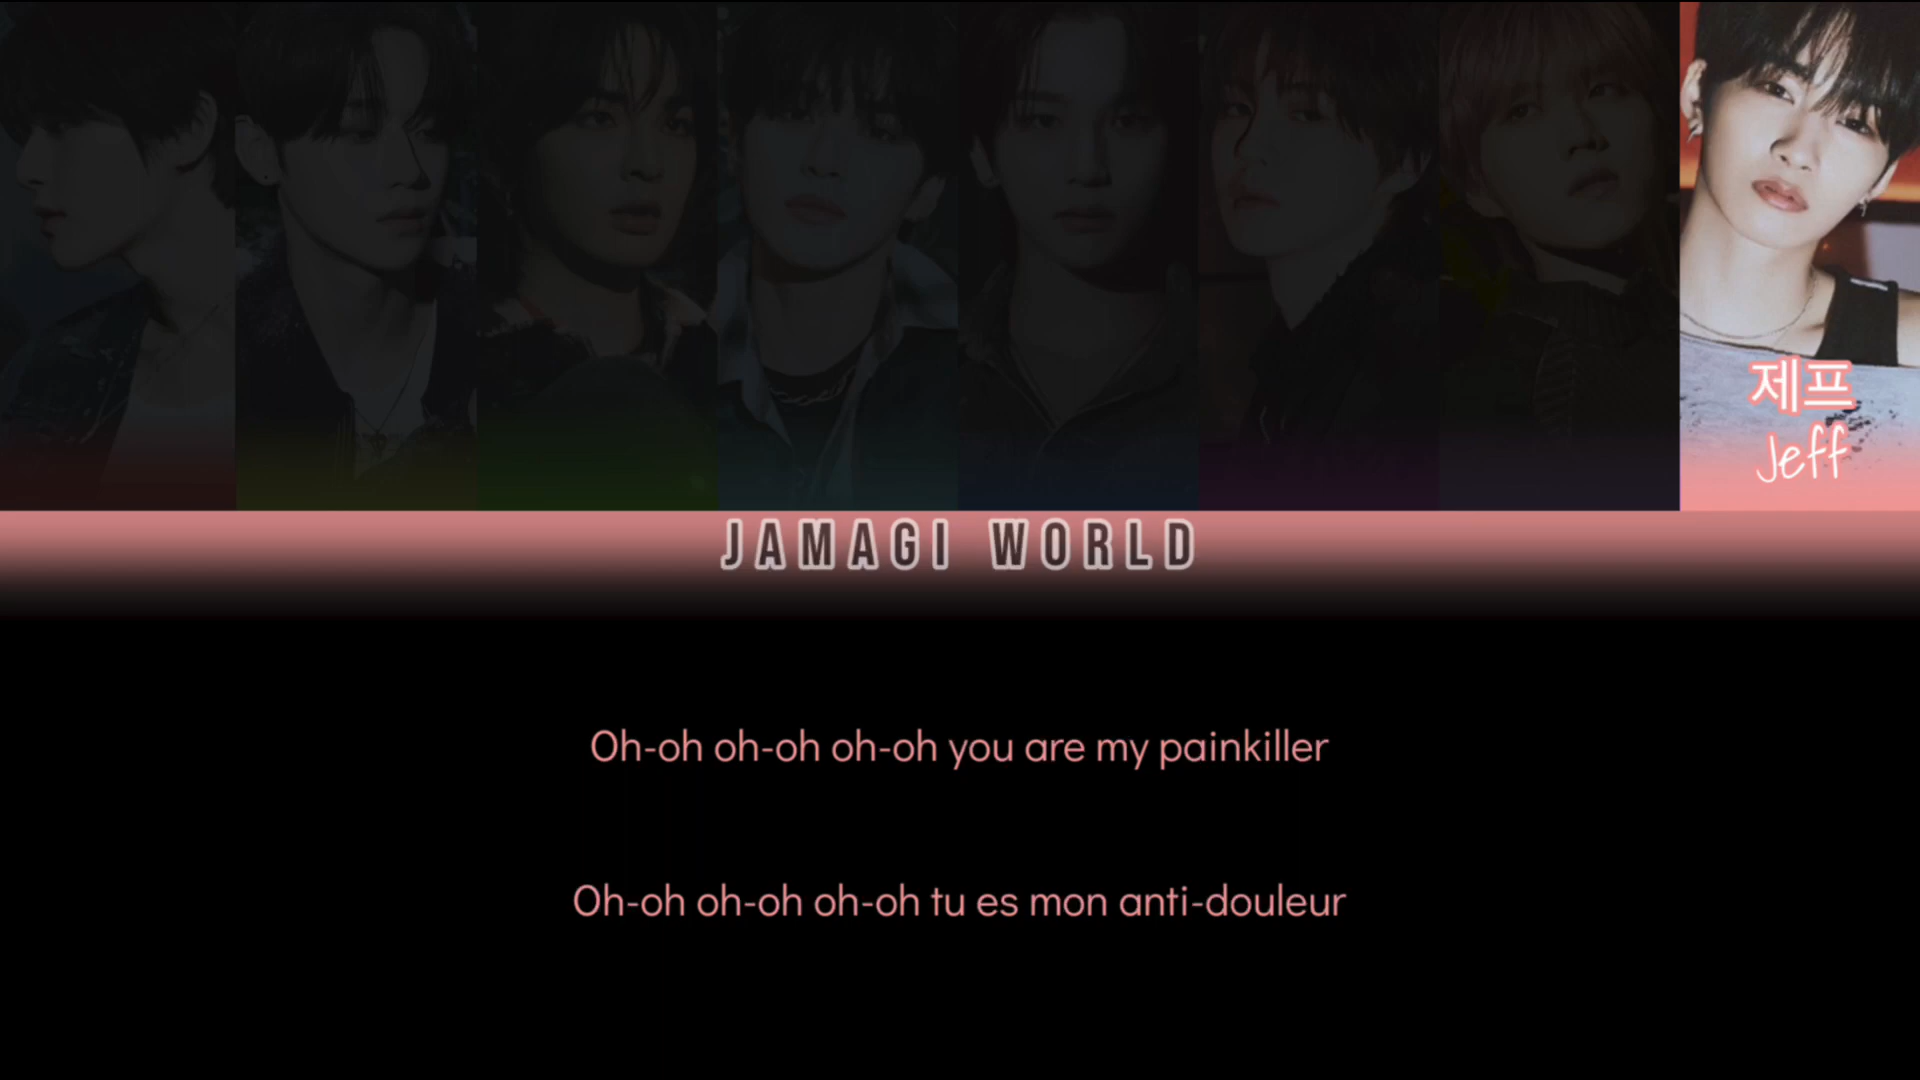 제프
Jeff
JAMAGI WORLD
Oh-oh oh-oh oh-oh you are my painkiller
Oh-oh oh-oh oh-oh tu es mon anti-douleur